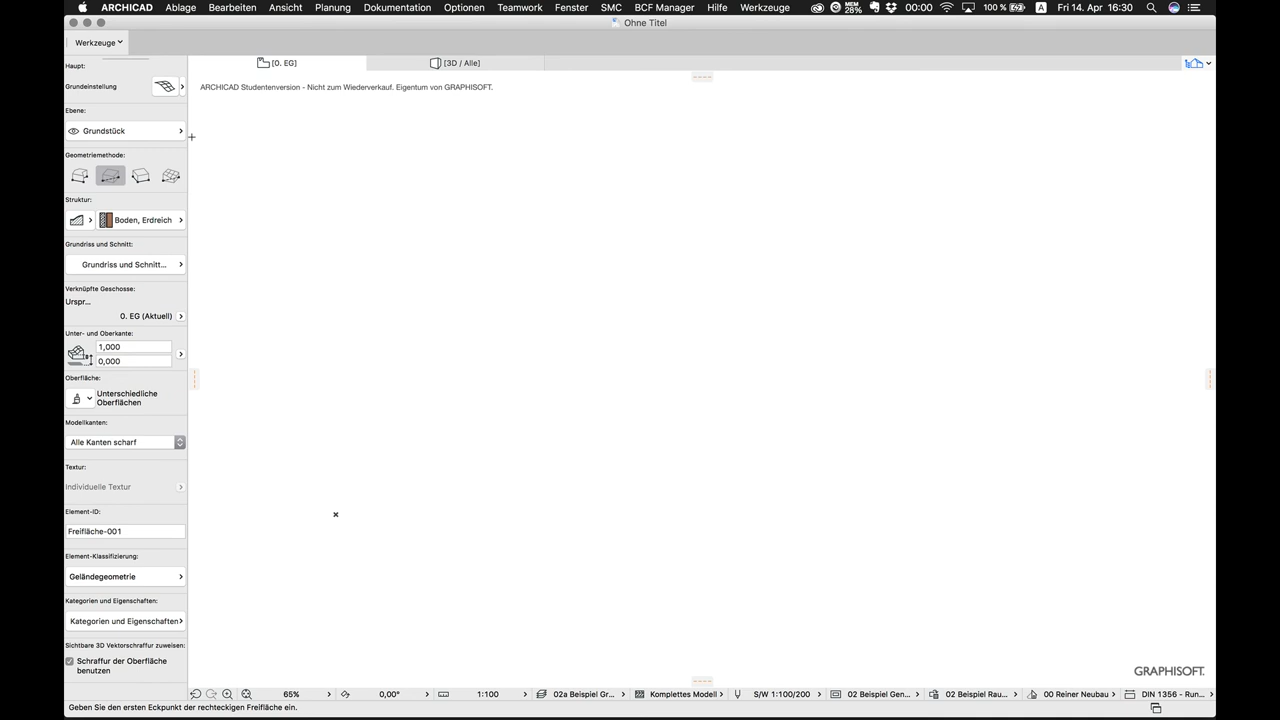 ARCHICAD Ablage Bearbeiten Ansicht Planung Dokumentation Optionen Teamwork Fenster SMC BCF Manager Hilfe Werkzeuge MEM 26% 00:00 100 % A Fri 14. Apr 16:30
Ohne Titel
Werkzeuge
[0. EG] [3D / Alle]
Haupt:
Grundeinstellung
ARCHICAD Studentenversion - Nicht zum Wiederverkauf. Eigentum von GRAPHISOFT.
Ebene:
Grundstück
Geometriemethode:
Struktur:
Boden, Erdreich
Grundriss und Schnitt:
Grundriss und Schnitt...
Verknüpfte Geschosse:
Urspr...
0. EG (Aktuell)
Unter- und Oberkante:
1,000
0,000
Oberfläche:
Unterschiedliche
Oberflächen
Modellkanten:
Alle Kanten scharf
Textur:
Individuelle Textur
Element-ID:
Freifläche-001
Element-Klassifizierung:
Geländegeometrie
Kategorien und Eigenschaften:
Kategorien und Eigenschaften
Sichtbare 3D Vektorschraffur zuweisen:
Schraffur der Oberfläche
benutzen
GRAPHISOFT.
65% 0,00° 1:100 02a Beispiel Gr... Komplettes Modell S/W 1:100/200 02 Beispiel Gen... 02 Beispiel Rau... 00 Reiner Neubau DIN 1356 - Run...
Geben Sie den ersten Eckpunkt der rechteckigen Freifläche ein.